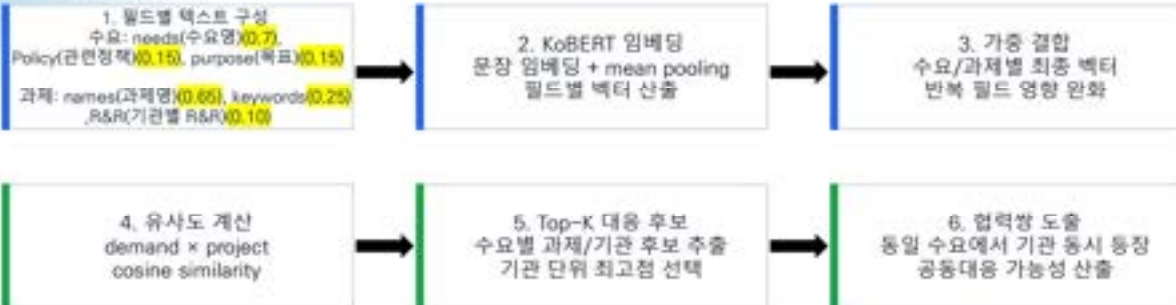 1. 필드별 텍스트 구성
수요: needs(수요명)(0.7),
Policy(관련정책)(0.15), purpose(목표)(0.15)
과제: names(과제명)(0.65), keywords(0.25)
,R&R(기관별 R&R)(0.10)
2. KoBERT 임베딩
문장 임베딩 + mean pooling
필드별 벡터 산출
3. 가중 결합
수요/과제별 최종 벡터
반복 필드 영향 완화
4. 유사도 계산
demand × project
cosine similarity
5. Top-K 대응 후보
수요별 과제/기관 후보 추출
기관 단위 최고점 선택
6. 협력쌍 도출
동일 수요에서 기관 동시 등장
공동대응 가능성 산출